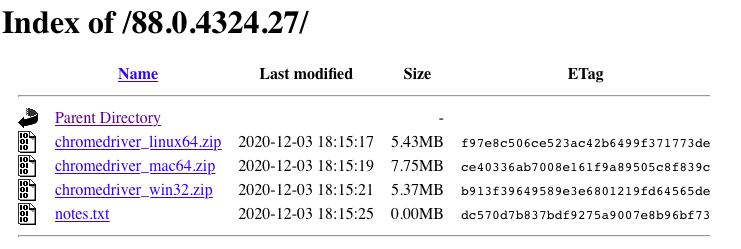 Index of /88.0.4324.27/
Name Last modified Size ETag
Parent Directory -
chromedriver_linux64.zip 2020-12-03 18:15:17 5.43MB f97e8c506ce523ac42b6499f371773de
chromedriver_mac64.zip 2020-12-03 18:15:19 7.75MB ce40336ab7008e161f9a89505c8f839c
chromedriver_win32.zip 2020-12-03 18:15:21 5.37MB b913f39649589e3e6801219fd64565de
notes.txt 2020-12-03 18:15:25 0.00MB dc570d7b837bdf9275a9007e8b96bf73